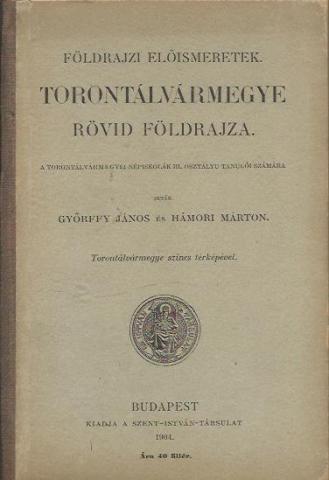 FÖLDRAJZI ELŐISMERETEK.
TORONTÁLVÁRMEGYE
RÖVID FÖLDRAJZA.
A TORONTÁLVÁRMEGYEI NÉPISKOLÁK III. OSZTÁLYU TANULÓI SZÁMÁRA
IRTÁK
GYŐRFFY JÁNOS ÉS HÁMORI MÁRTON.
Torontálvármegye szines térképével.
BUDAPEST
KIADJA A SZENT-ISTVÁN-TÁRSULAT
1904.
Ára 40 fillér.